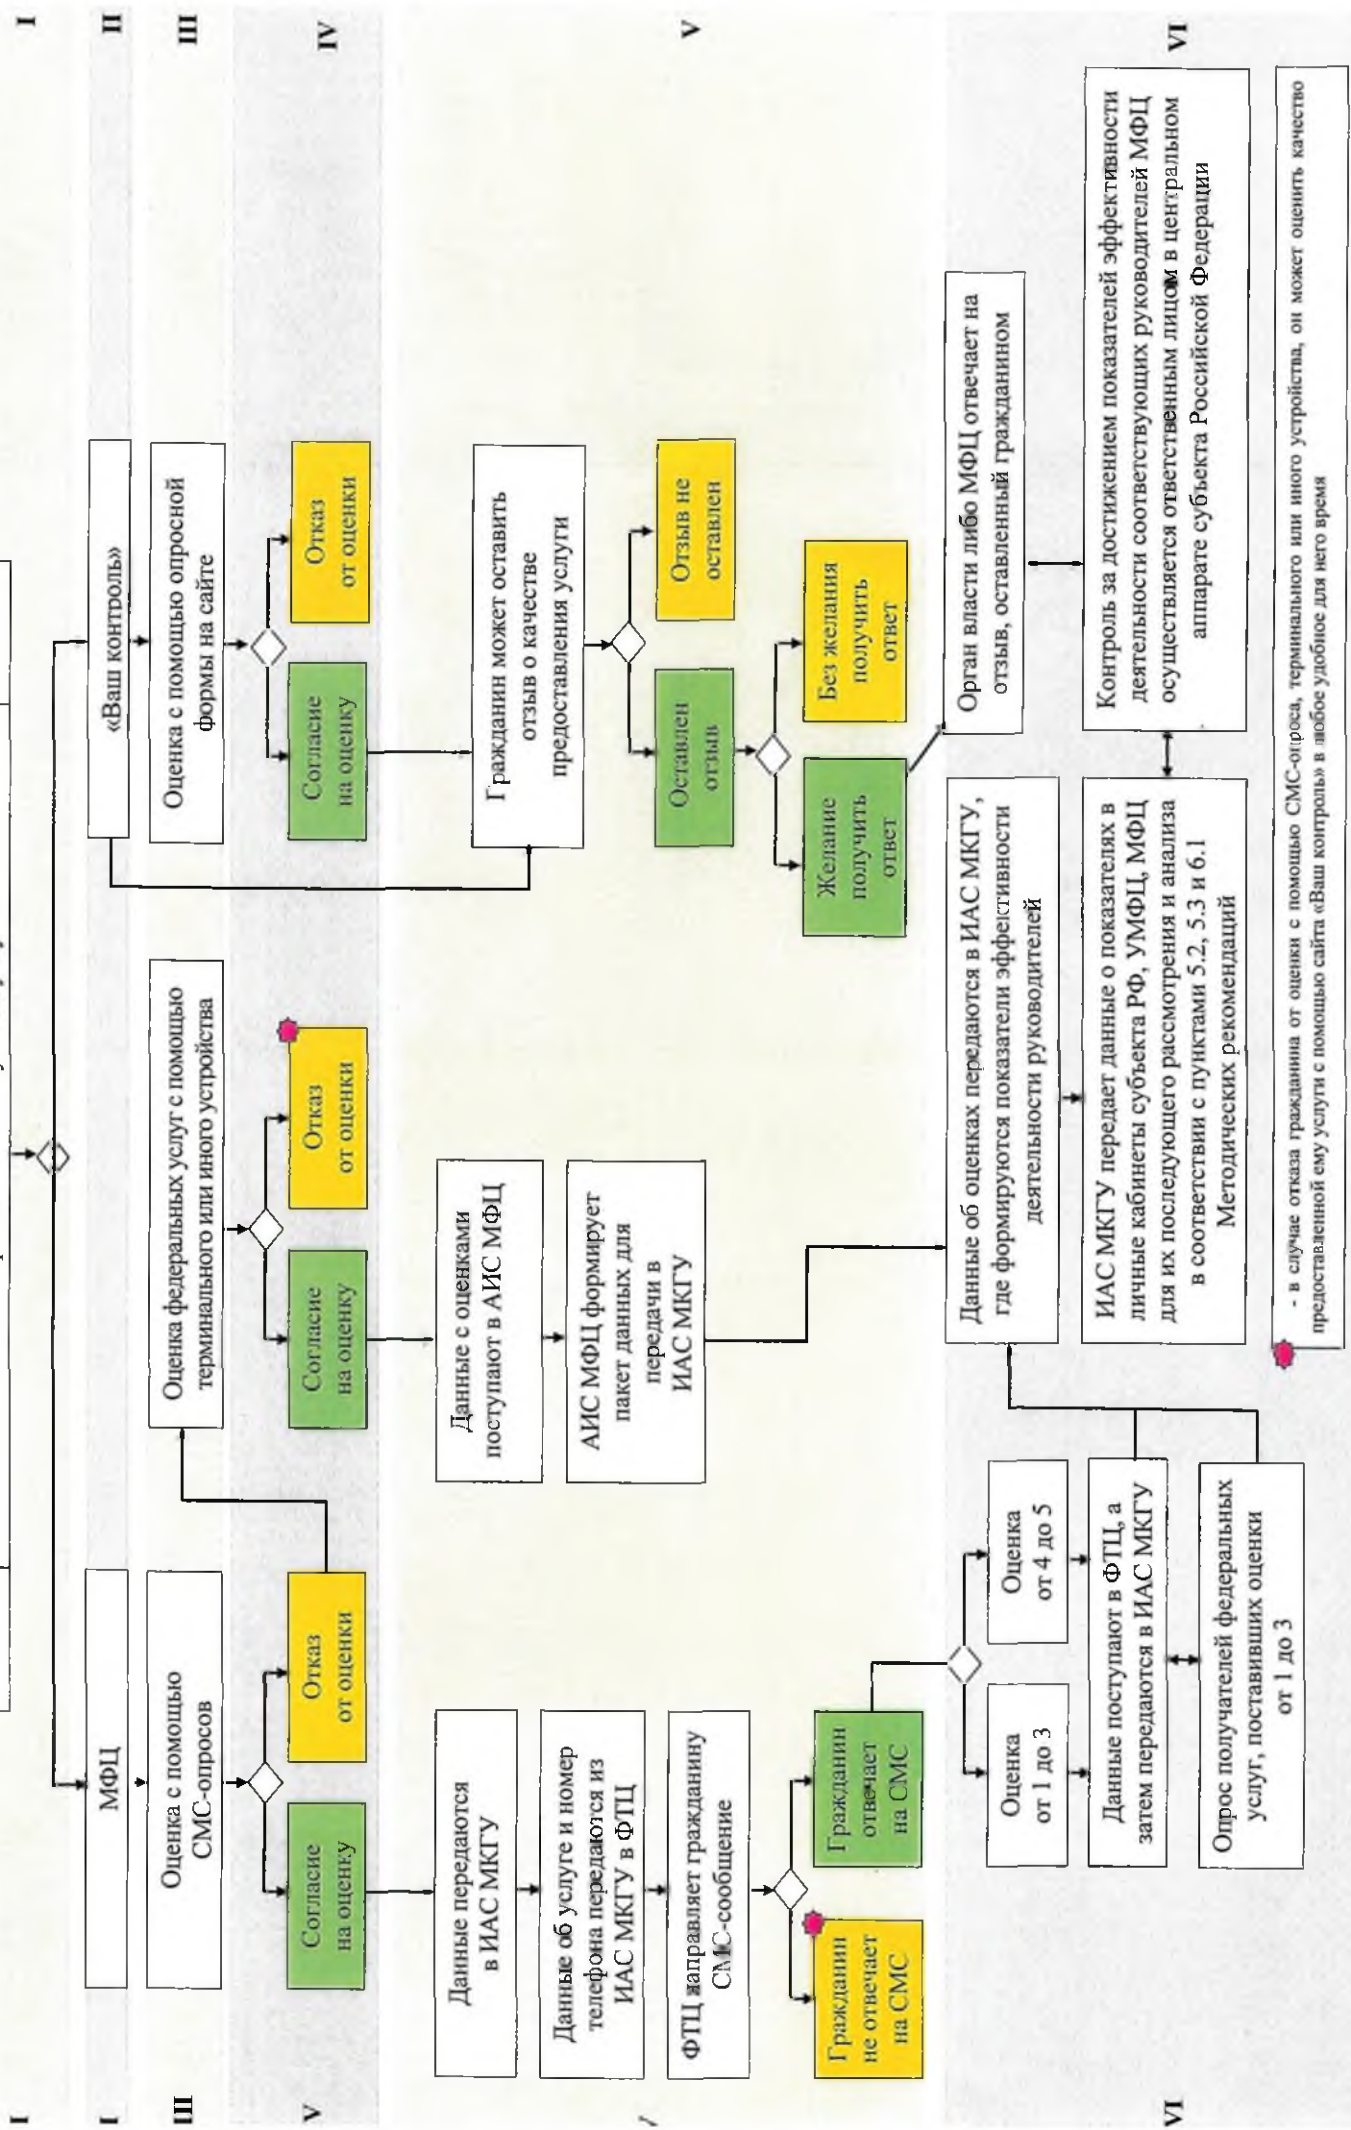 I
I
I
II
МФЦ
«Ваш контроль»
III
III
Оценка с помощью
СМС-опросов
Оценка федеральных услуг с помощью
терминального или иного устройства
Оценка с помощью опросной
формы на сайте
V
IV
Согласие
на оценку
Отказ
от оценки
Согласие
на оценку
Отказ
от оценки
Согласие
на оценку
Отказ
от оценки
V
Данные передаются
в ИАС МКГУ
Данные об услуге и номер
телефона передаются из
ИАС МКГУ в ФТЦ
ФТЦ направляет гражданину
СМС-сообщение
Гражданин
не отвечает
на СМС
Гражданин
отвечает
на СМС
Данные с оценками
поступают в АИС МФЦ
АИС МФЦ формирует
пакет данных для
передачи в
ИАС МКГУ
Гражданин может оставить
отзыв о качестве
предоставления услуги
Оставлен
отзыв
Отзыв не
оставлен
Желание
получить
ответ
Без желания
получить
ответ
VI
VI
Оценка
от 1 до 3
Оценка
от 4 до 5
Данные поступают в ФТЦ, а
затем передаются в ИАС МКГУ
Опрос получателей федеральных
услуг, поставивших оценки
от 1 до 3
Данные об оценках передаются в ИАС МКГУ,
где формируются показатели эффективности
деятельности руководителей
ИАС МКГУ передает данные о показателях в
личные кабинеты субъекта РФ, УМФЦ, МФЦ
для их последующего рассмотрения и анализа
в соответствии с пунктами 5.2, 5.3 и 6.1
Методических рекомендаций
Орган власти либо МФЦ отвечает на
отзыв, оставленный гражданином
Контроль за достижением показателей эффективности
деятельности соответствующих руководителей МФЦ
осуществляется ответственным лицом в центральном
аппарате субъекта Российской Федерации
- в случае отказа гражданина от оценки с помощью СМС-опроса, терминального или иного устройства, он может оценить качество
предоставленной ему услуги с помощью сайта «Ваш контроль» в любое удобное для него время